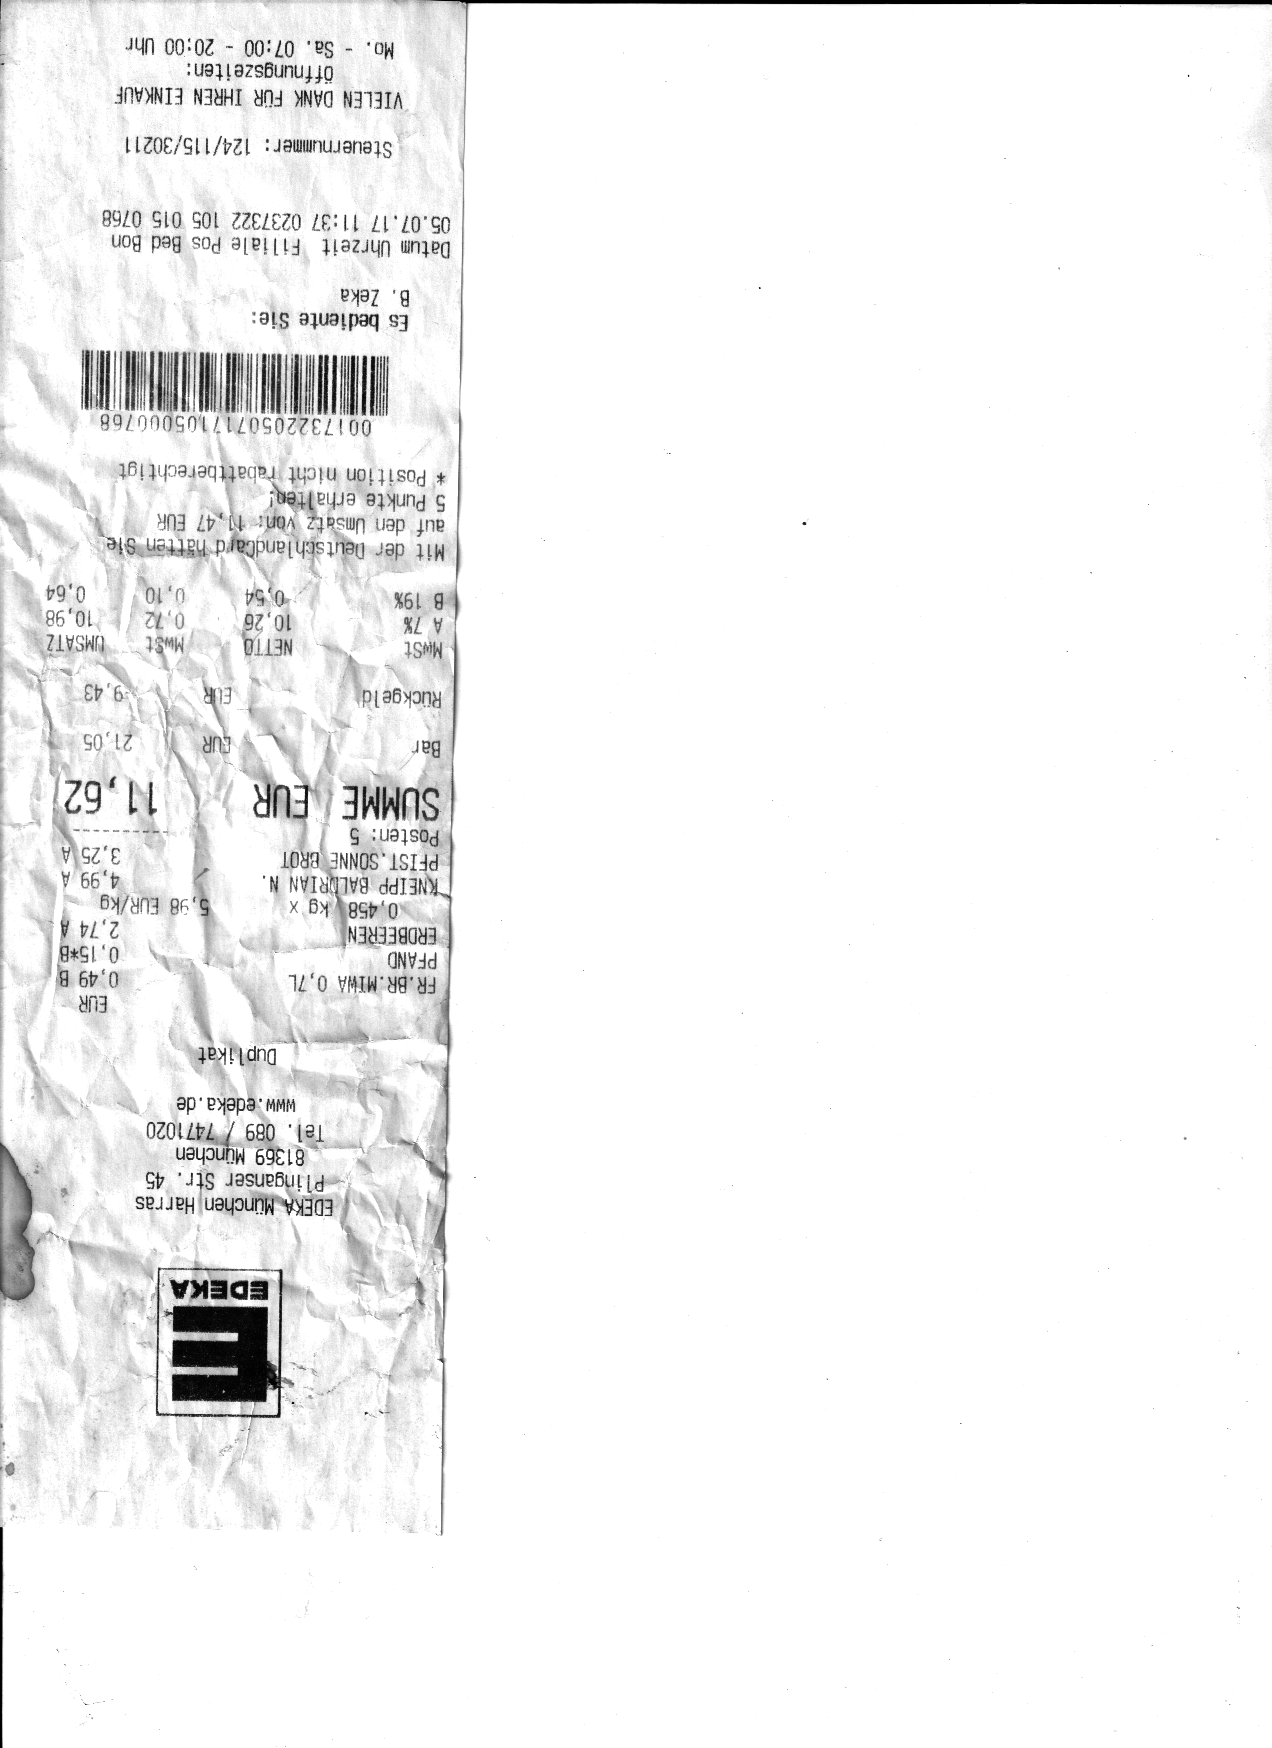 EDEKA
EDEKA München Harras
Plinganser Str. 45
81369 München
Tel. 089 / 7471020
www.edeka.de
Duplikat
EUR
FR.BR.MIWA 0,7L 0,49 B
PFAND 0,15*B
ERDBEEREN 2,74 A
0,458 kg x 5,98 EUR/kg
KNEIPP BALDRIAN N. 4,99 A
PFIST.SONNE BROT 3,25 A
Posten: 5
SUMME EUR 11,62
Bar EUR 21,05
Rückgeld EUR 9,43
MwSt NETTO MwSt UMSATZ
A 7% 10,26 0,72 10,98
B 19% 0,54 0,10 0,64
Mit der DeutschlandCard hätten Sie
auf den Umsatz von: 11,47 EUR
5 Punkte erhalten!
* Position nicht rabattberechtigt
0017322050717105000768
Es bediente Sie:
B. Zeka
Datum Uhrzeit Filiale Pos Bed Bon
05.07.17 11:37 0237322 105 015 0768
Steuernummer: 124/115/30211
VIELEN DANK FÜR IHREN EINKAUF
Öffnungszeiten:
Mo. - Sa. 07:00 - 20:00 Uhr